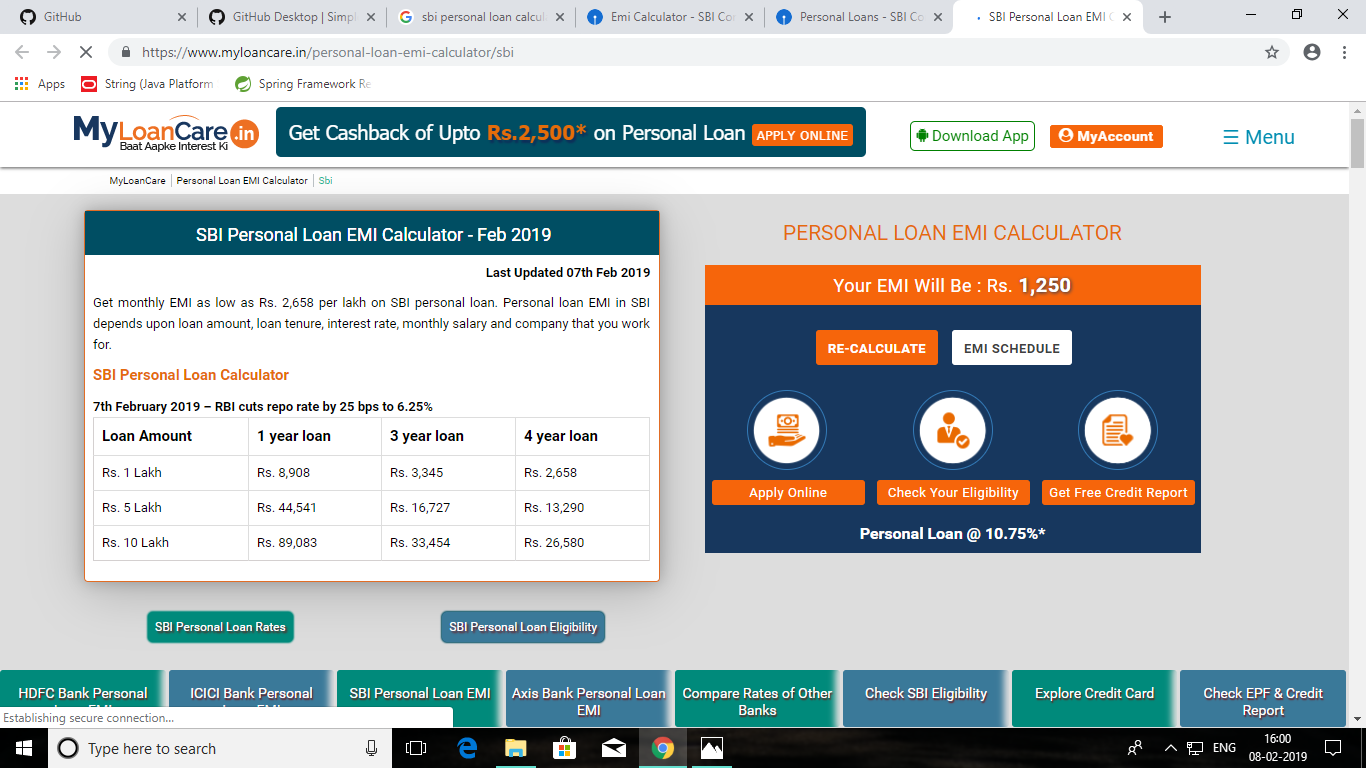 GitHub
GitHub Desktop | Simpl
sbi personal loan calcul
Emi Calculator - SBI Co
Personal Loans - SBI Co
SBI Personal Loan EMI C
https://www.myloancare.in/personal-loan-emi-calculator/sbi
Apps
String (Java Platform
Spring Framework Re
MyLoanCare.in
Baat Aapke Interest Ki
Get Cashback of Upto Rs.2,500* on Personal Loan APPLY ONLINE
Download App
MyAccount
☰ Menu
MyLoanCare | Personal Loan EMI Calculator | Sbi
SBI Personal Loan EMI Calculator - Feb 2019
Last Updated 07th Feb 2019
Get monthly EMI as low as Rs. 2,658 per lakh on SBI personal loan. Personal loan EMI in SBI
depends upon loan amount, loan tenure, interest rate, monthly salary and company that you work
for.
SBI Personal Loan Calculator
7th February 2019 – RBI cuts repo rate by 25 bps to 6.25%
Loan Amount 1 year loan 3 year loan 4 year loan
Rs. 1 Lakh Rs. 8,908 Rs. 3,345 Rs. 2,658
Rs. 5 Lakh Rs. 44,541 Rs. 16,727 Rs. 13,290
Rs. 10 Lakh Rs. 89,083 Rs. 33,454 Rs. 26,580
SBI Personal Loan Rates
SBI Personal Loan Eligibility
PERSONAL LOAN EMI CALCULATOR
Your EMI Will Be : Rs. 1,250
RE-CALCULATE
EMI SCHEDULE
Apply Online
Check Your Eligibility
Get Free Credit Report
Personal Loan @ 10.75%*
HDFC Bank Personal
ICICI Bank Personal
SBI Personal Loan EMI
Axis Bank Personal Loan
EMI
Compare Rates of Other
Banks
Check SBI Eligibility
Explore Credit Card
Check EPF & Credit
Report
Establishing secure connection...
Type here to search
ENG
16:00
08-02-2019